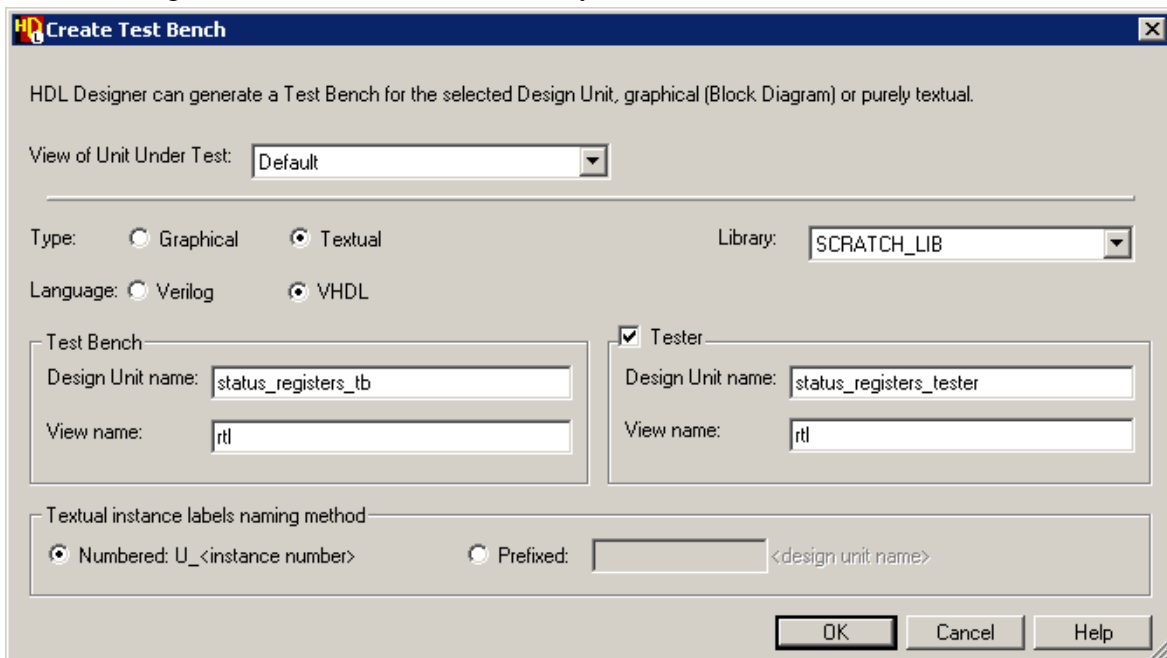 HDL Create Test Bench
HDL Designer can generate a Test Bench for the selected Design Unit, graphical (Block Diagram) or purely textual.
View of Unit Under Test: Default
Type: Graphical Textual Library: SCRATCH_LIB
Language: Verilog VHDL
Test Bench Tester
Design Unit name: status_registers_tb Design Unit name: status_registers_tester
View name: rtl View name: rtl
Textual instance labels naming method
Numbered: U_<instance number> Prefixed: <design unit name>
OK Cancel Help